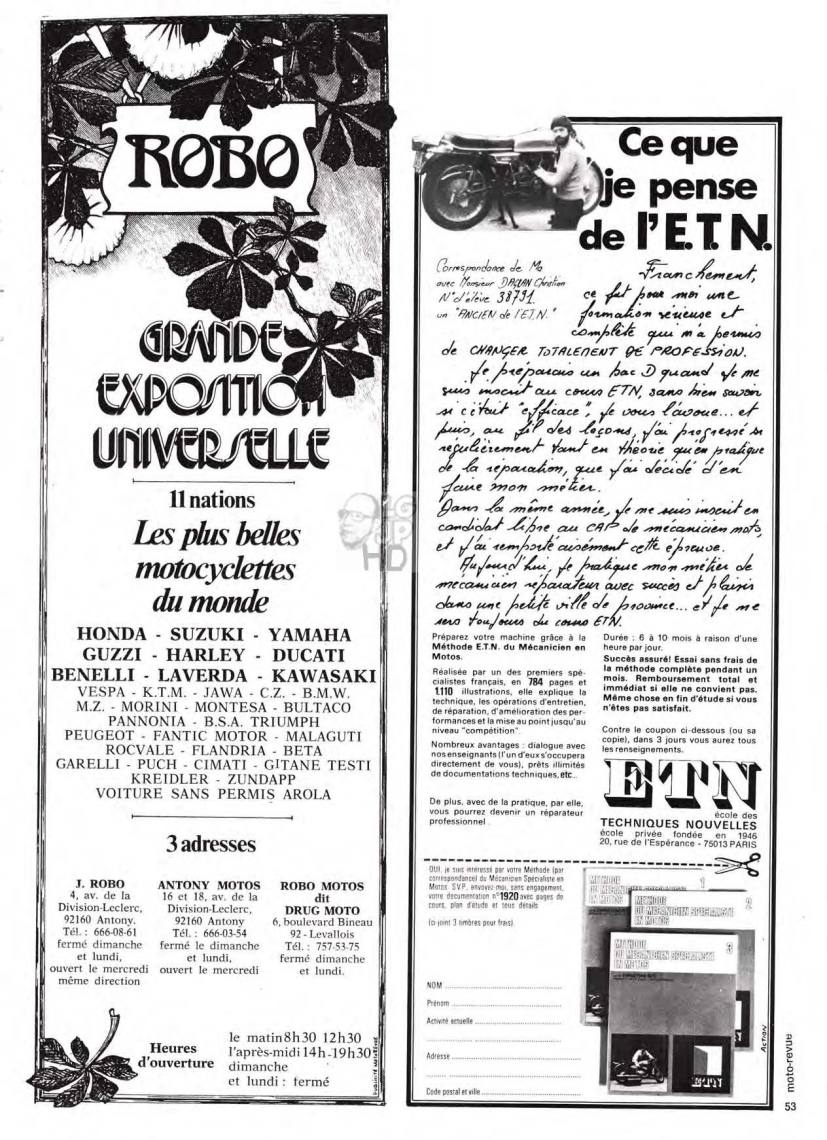 ROBO
GRANDE
EXPOSITION
UNIVERSELLE
11 nations
Les plus belles
motocyclettes
du monde
HONDA - SUZUKI - YAMAHA
GUZZI - HARLEY - DUCATI
BENELLI - LAVERDA - KAWASAKI
VESPA - K.T.M. - JAWA - C.Z. - B.M.W.
M.Z. - MORINI - MONTESA - BULTACO
PANNONIA - B.S.A. TRIUMPH
PEUGEOT - FANTIC MOTOR - MALAGUTI
ROCVALE - FLANDRIA - BETA
GARELLI - PUCH - CIMATI - GITANE TESTI
KREIDLER - ZUNDAPP
VOITURE SANS PERMIS AROLA
3 adresses
J. ROBO
4, av. de la
Division-Leclerc,
92160 Antony.
Tél. : 666-08-61
fermé dimanche
et lundi,
ouvert le mercredi
même direction
ANTONY MOTOS
16 et 18, av. de la
Division-Leclerc,
92160 Antony
Tél. : 666-03-54
fermé le dimanche
et lundi,
ouvert le mercredi
ROBO MOTOS
dit
DRUG MOTO
6, boulevard Bineau
92 - Levallois
Tél. : 757-53-75
fermé dimanche
et lundi.
Heures
d'ouverture
le matin 8h30 12h30
l'après-midi 14h-19h30
dimanche
et lundi : fermé
Ce que
je pense
de l'E.T.N.
Correspondance de Mo
avec Monsieur Christian
N° d'élève 38791
un "ANCIEN de l'E.T.N."
Franchement,
ce fut pour moi une
formation sérieuse et
complète qui m'a permis
de CHANGER TOTALEMENT DE PROFESSION.
Je préparais un bac D quand je me
suis inscrit au cours ETN, sans bien savoir
si c'était "efficace", je vous l'avoue... et
puis, au fil des leçons, j'ai progressé si
régulièrement tant en théorie qu'en pratique
de la réparation, que j'ai décidé d'en
faire mon métier.
Dans la même année, je me suis inscrit en
candidat libre au CAP de mécanicien moto,
et j'ai remporté aisément cette épreuve.
Aujourd'hui, je pratique mon métier de
mécanicien réparateur avec succès et plaisir
dans une petite ville de province... et je me
sers toujours du cours ETN.
Préparez votre machine grâce à la
Méthode E.T.N. du Mécanicien en
Motos.
Réalisée par un des premiers spé-
cialistes français, en 784 pages et
1.110 illustrations, elle explique la
technique, les opérations d'entretien,
de réparation, d'amélioration des per-
formances et la mise au point jusqu'au
niveau "compétition".
Nombreux avantages : dialogue avec
nos enseignants (l'un d'eux s'occupera
directement de vous), prêts illimités
de documentations techniques, etc...
De plus, avec de la pratique, par elle,
vous pourrez devenir un réparateur
professionnel.
Durée : 6 à 10 mois à raison d'une
heure par jour.
Succès assuré! Essai sans frais de
la méthode complète pendant un
mois. Remboursement total et
immédiat si elle ne convient pas.
Même chose en fin d'étude si vous
n'êtes pas satisfait.
Contre le coupon ci-dessous (ou sa
copie), dans 3 jours vous aurez tous
les renseignements.
ETN
école des
TECHNIQUES NOUVELLES
école privée fondée en 1946
20, rue de l'Espérance - 75013 PARIS
OUI, je suis intéressé par votre Méthode (par
correspondance) du Mécanicien Spécialiste en
Motos. S.V.P., envoyez-moi, sans engagement,
votre documentation n° 1920 avec pages de
cours, plan d'étude et tous détails
(ci-joint 3 timbres pour frais).
NOM
Prénom
Activité actuelle
Adresse
Code postal et ville
1
METHODE
DU MECANICIEN SPECIALISTE
2
METHODE
DU MECANICIEN SPECIALISTE
EN MOTOS
3
METHODE
DU MECANICIEN SPECIALISTE
EN MOTOS
ETN
ACTION
moto-revue
53